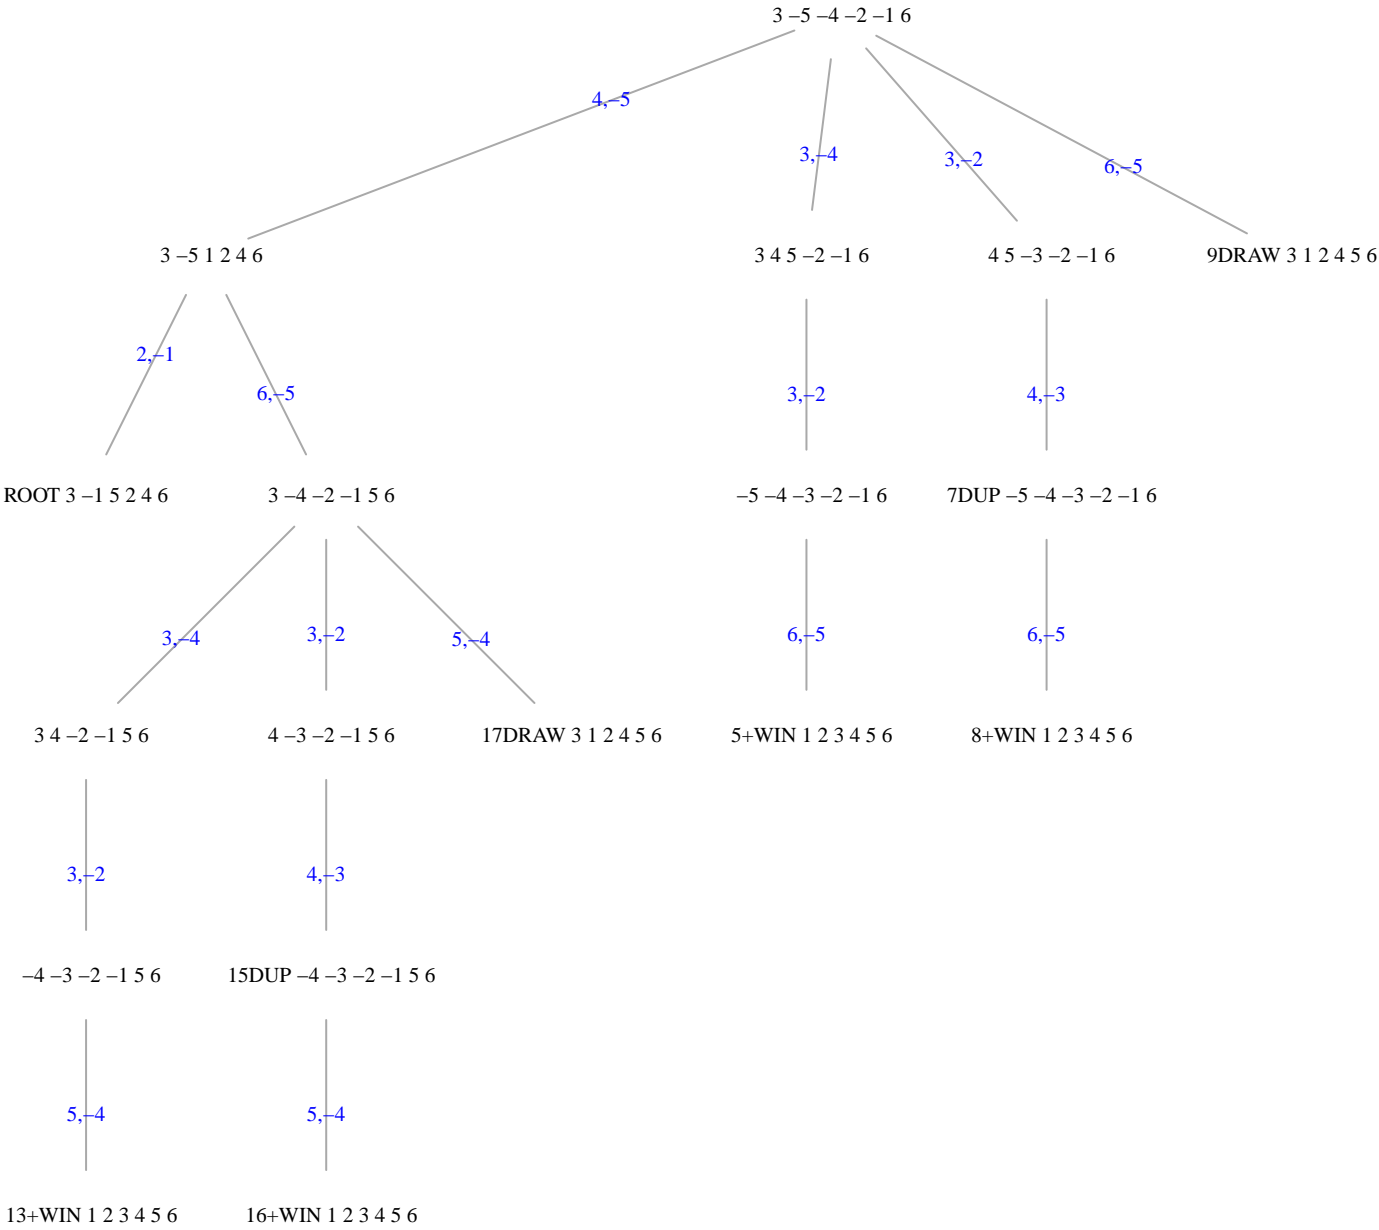 3 –5 –4 –2 –1 6
4,–5
3,–4
3,–2
6,–5
3 –5 1 2 4 6
3 4 5 –2 –1 6
4 5 –3 –2 –1 6
9DRAW 3 1 2 4 5 6
2,–1
6,–5
3,–2
4,–3
ROOT 3 –1 5 2 4 6
3 –4 –2 –1 5 6
–5 –4 –3 –2 –1 6
7DUP –5 –4 –3 –2 –1 6
3,–4
3,–2
5,–4
6,–5
6,–5
3 4 –2 –1 5 6
4 –3 –2 –1 5 6
17DRAW 3 1 2 4 5 6
5+WIN 1 2 3 4 5 6
8+WIN 1 2 3 4 5 6
3,–2
4,–3
–4 –3 –2 –1 5 6
15DUP –4 –3 –2 –1 5 6
5,–4
5,–4
13+WIN 1 2 3 4 5 6
16+WIN 1 2 3 4 5 6